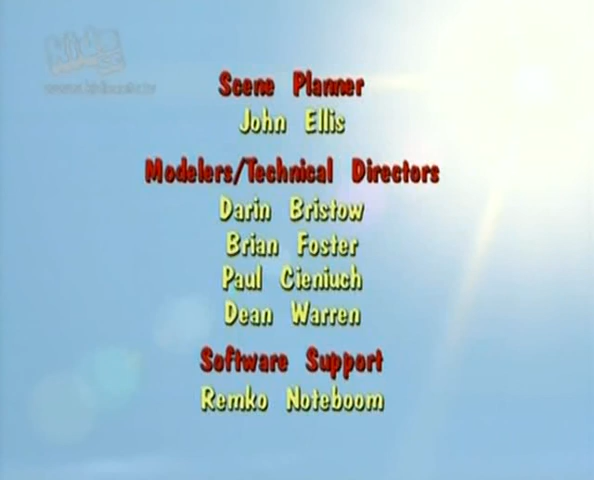 Scene Planner
John Ellis
Modelers/Technical Directors
Darin Bristow
Brian Foster
Paul Cieniuch
Dean Warren
Software Support
Remko Noteboom